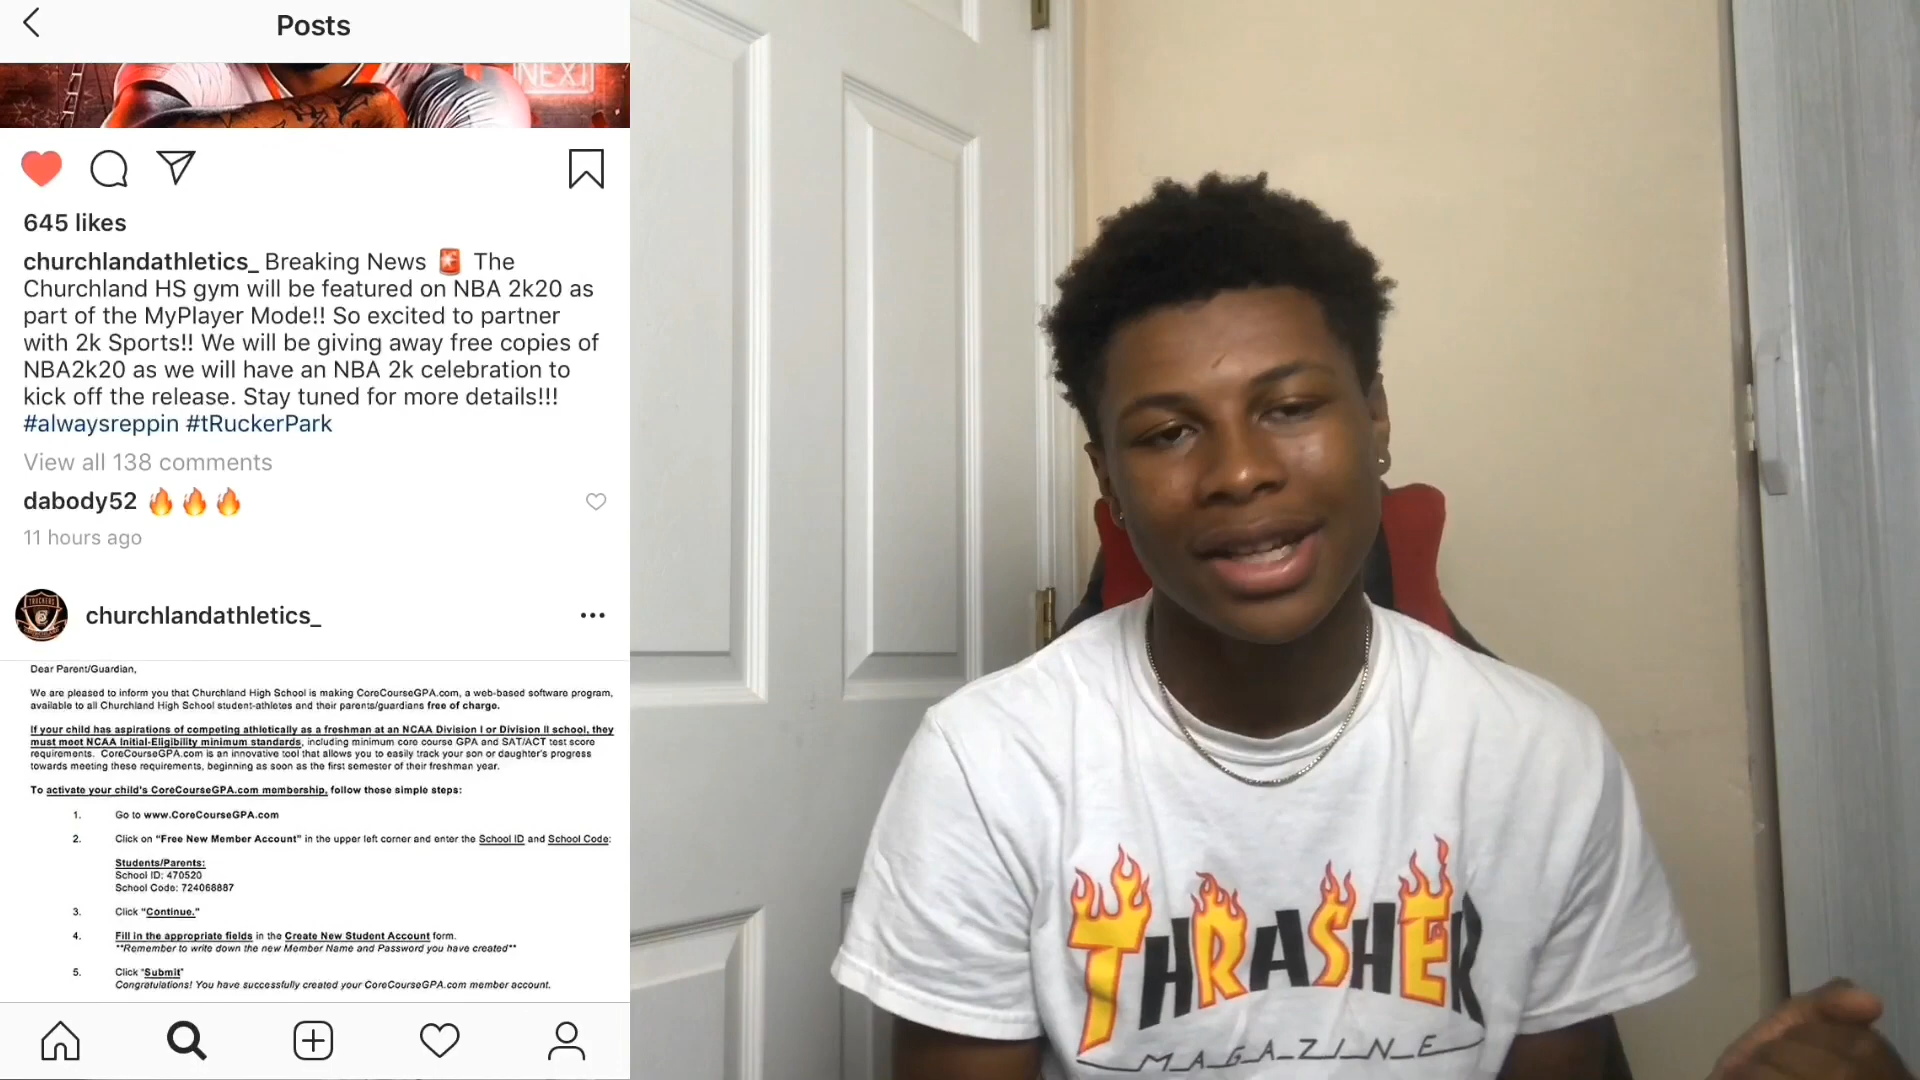 Posts
NEXT
645 likes
churchlandathletics_ Breaking News 🚨 The
Churchland HS gym will be featured on NBA 2k20 as
part of the MyPlayer Mode!! So excited to partner
with 2k Sports!! We will be giving away free copies of
NBA2k20 as we will have an NBA 2k celebration to
kick off the release. Stay tuned for more details!!!
#alwaysreppin #tRuckerPark
View all 138 comments
dabody52 🔥🔥🔥
11 hours ago
TRUCKERS
churchlandathletics_
Dear Parent/Guardian,
We are pleased to inform you that Churchland High School is making CoreCourseGPA.com, a web-based software program,
available to all Churchland High School student-athletes and their parents/guardians free of charge.
If your child has aspirations of competing athletically as a freshman at an NCAA Division I or Division II school, they
must meet NCAA Initial-Eligibility minimum standards, including minimum core course GPA and SAT/ACT test score
requirements. CoreCourseGPA.com is an innovative tool that allows you to easily track your son or daughter's progress
towards meeting these requirements, beginning as soon as the first semester of their freshman year.
To activate your child's CoreCourseGPA.com membership, follow these simple steps:
1. Go to www.CoreCourseGPA.com
2. Click on "Free New Member Account" in the upper left corner and enter the School ID and School Code:
Students/Parents:
School ID: 470520
School Code: 724068887
3. Click "Continue."
4. Fill in the appropriate fields in the Create New Student Account form.
**Remember to write down the new Member Name and Password you have created**
5. Click "Submit"
Congratulations! You have successfully created your CoreCourseGPA.com member account.
THRASHER
MAGAZINE